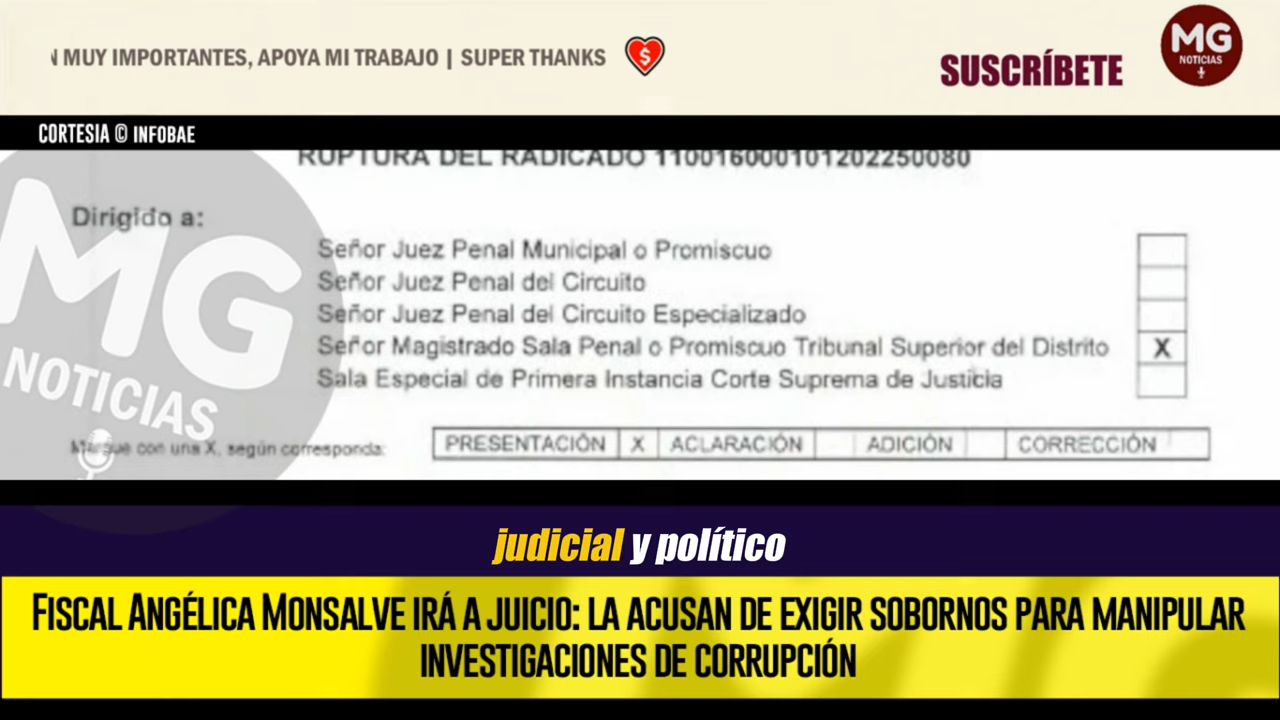 MUY IMPORTANTES, APOYA MI TRABAJO | SUPER THANKS
$
SUSCRÍBETE
MG
NOTICIAS
CORTESIA © INFOBAE
RUPTURA DEL RADICADO 110016000101202250080
MG
NOTICIAS
Dirigido a:
Señor Juez Penal Municipal o Promiscuo
Señor Juez Penal del Circuito
Señor Juez Penal del Circuito Especializado
Señor Magistrado Sala Penal o Promiscuo Tribunal Superior del Distrito X
Sala Especial de Primera Instancia Corte Suprema de Justicia
Marque con una X, según corresponda: PRESENTACIÓN X ACLARACIÓN ADICIÓN CORRECCIÓN
judicial y político
FISCAL ANGÉLICA MONSALVE IRÁ A JUICIO: LA ACUSAN DE EXIGIR SOBORNOS PARA MANIPULAR
INVESTIGACIONES DE CORRUPCIÓN